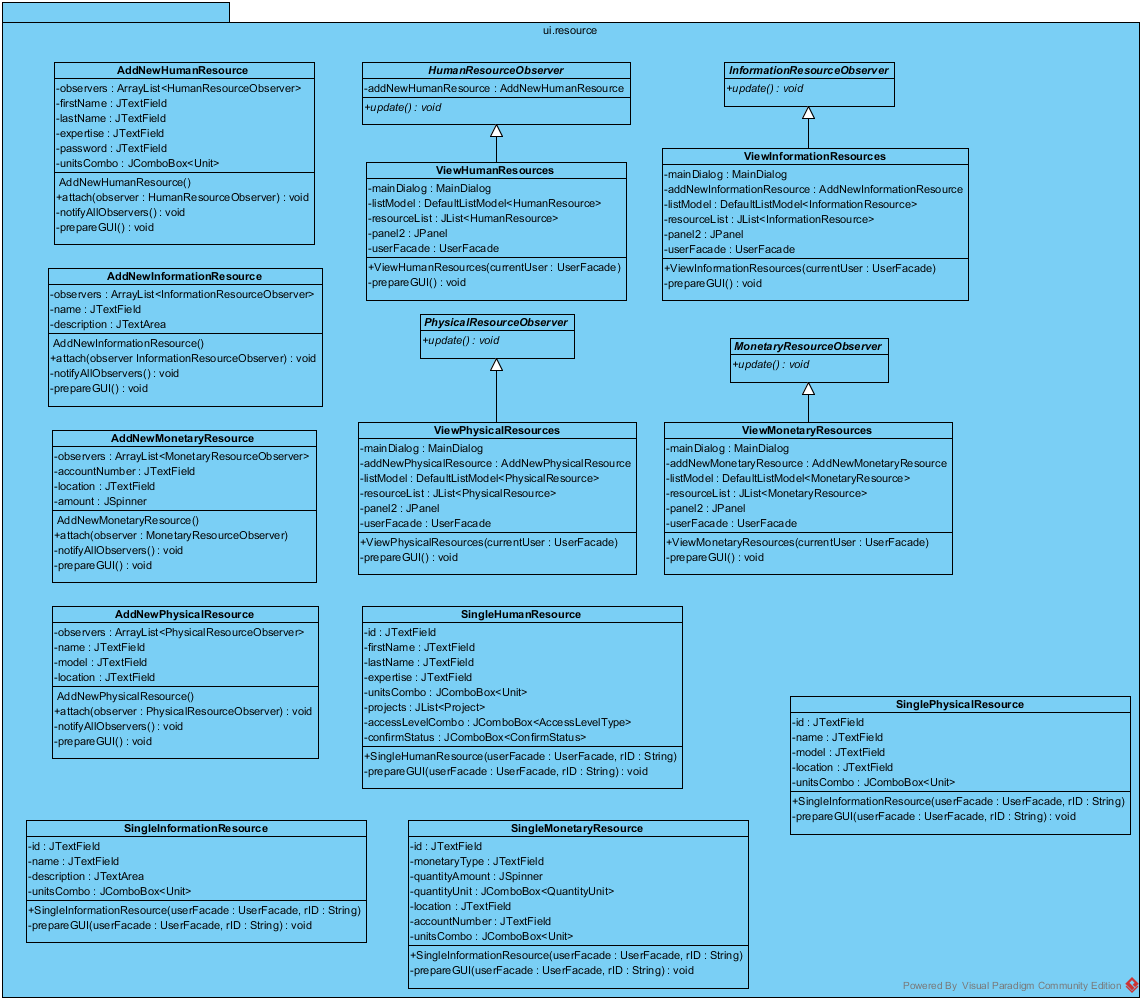 ui.resource
AddNewHumanResource
-observers : ArrayList<HumanResourceObserver>
-firstName : JTextField
-lastName : JTextField
-expertise : JTextField
-password : JTextField
-unitsCombo : JComboBox<Unit>
AddNewHumanResource()
+attach(observer : HumanResourceObserver) : void
-notifyAllObservers() : void
-prepareGUI() : void
HumanResourceObserver
-addNewHumanResource : AddNewHumanResource
+update() : void
InformationResourceObserver
+update() : void
ViewHumanResources
-mainDialog : MainDialog
-listModel : DefaultListModel<HumanResource>
-resourceList : JList<HumanResource>
-panel2 : JPanel
-userFacade : UserFacade
+ViewHumanResources(currentUser : UserFacade)
-prepareGUI() : void
ViewInformationResources
-mainDialog : MainDialog
-addNewInformationResource : AddNewInformationResource
-listModel : DefaultListModel<InformationResource>
-resourceList : JList<InformationResource>
-panel2 : JPanel
-userFacade : UserFacade
+ViewInformationResources(currentUser : UserFacade)
-prepareGUI() : void
AddNewInformationResource
-observers : ArrayList<InformationResourceObserver>
-name : JTextField
-description : JTextArea
AddNewInformationResource()
+attach(observer InformationResourceObserver) : void
-notifyAllObservers() : void
-prepareGUI() : void
PhysicalResourceObserver
+update() : void
MonetaryResourceObserver
+update() : void
AddNewMonetaryResource
-observers : ArrayList<MonetaryResourceObserver>
-accountNumber : JTextField
-location : JTextField
-amount : JSpinner
AddNewMonetaryResource()
+attach(observer : MonetaryResourceObserver)
-notifyAllObservers() : void
-prepareGUI() : void
ViewPhysicalResources
-mainDialog : MainDialog
-addNewPhysicalResource : AddNewPhysicalResource
-listModel : DefaultListModel<PhysicalResource>
-resourceList : JList<PhysicalResource>
-panel2 : JPanel
-userFacade : UserFacade
+ViewPhysicalResources(currentUser : UserFacade)
-prepareGUI() : void
ViewMonetaryResources
-mainDialog : MainDialog
-addNewMonetaryResource : AddNewMonetaryResource
-listModel : DefaultListModel<MonetaryResource>
-resourceList : JList<MonetaryResource>
-panel2 : JPanel
-userFacade : UserFacade
+ViewMonetaryResources(currentUser : UserFacade)
-prepareGUI() : void
AddNewPhysicalResource
-observers : ArrayList<PhysicalResourceObserver>
-name : JTextField
-model : JTextField
-location : JTextField
AddNewPhysicalResource()
+attach(observer : PhysicalResourceObserver) : void
-notifyAllObservers() : void
-prepareGUI() : void
SingleHumanResource
-id : JTextField
-firstName : JTextField
-lastName : JTextField
-expertise : JTextField
-unitsCombo : JComboBox<Unit>
-projects : JList<Project>
-accessLevelCombo : JComboBox<AccessLevelType>
-confirmStatus : JComboBox<ConfirmStatus>
+SingleHumanResource(userFacade : UserFacade, rID : String)
-prepareGUI(userFacade : UserFacade, rID : String) : void
SinglePhysicalResource
-id : JTextField
-name : JTextField
-model : JTextField
-location : JTextField
-unitsCombo : JComboBox<Unit>
+SingleInformationResource(userFacade : UserFacade, rID : String)
-prepareGUI(userFacade : UserFacade, rID : String) : void
SingleInformationResource
-id : JTextField
-name : JTextField
-description : JTextArea
-unitsCombo : JComboBox<Unit>
+SingleInformationResource(userFacade : UserFacade, rID : String)
-prepareGUI(userFacade : UserFacade, rID : String) : void
SingleMonetaryResource
-id : JTextField
-monetaryType : JTextField
-quantityAmount : JSpinner
-quantityUnit : JComboBox<QuantityUnit>
-location : JTextField
-accountNumber : JTextField
-unitsCombo : JComboBox<Unit>
+SingleInformationResource(userFacade : UserFacade, rID : String)
-prepareGUI(userFacade : UserFacade, rID : String) : void
Powered By Visual Paradigm Community Edition